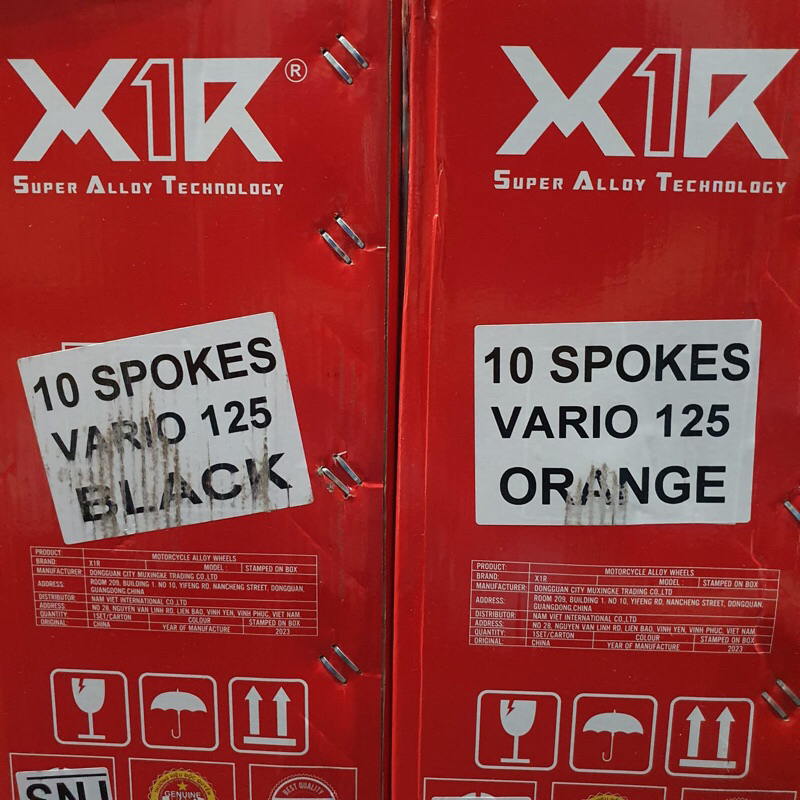 X1R®
SUPER ALLOY TECHNOLOGY
10 SPOKES
VARIO 125
BLACK
PRODUCT: MOTORCYCLE ALLOY WHEELS
BRAND: X1R MODEL: STAMPED ON BOX
MANUFACTURER: DONGGUAN CITY MUXINGKE TRADING CO.,LTD
ADDRESS: ROOM 209, BUILDING 1. NO 10, YIFENG RD, NANCHENG STREET, DONGQUAN.
GUANGDONG.CHINA
DISTRIBUTOR: NAM VIET INTERNATIONAL CO.,LTD
ADDRESS: NO 28, NGUYEN VAN LINH RD, LIEN BAO, VINH YEN, VINH PHUC, VIET NAM
QUANTITY: 1SET/CARTON COLOUR STAMPED ON BOX
ORIGINAL: CHINA YEAR OF MANUFACTURE 2023
SNI
GENUINE
BEST QUALITY
X1R
SUPER ALLOY TECHNOLOGY
10 SPOKES
VARIO 125
ORANGE
PRODUCT: MOTORCYCLE ALLOY WHEELS
BRAND: X1R MODEL: STAMPED ON BOX
MANUFACTURER: DONGGUAN CITY MUXINGKE TRADING CO.,LTD
ADDRESS: ROOM 209, BUILDING 1. NO 10, YIFENG RD, NANCHENG STREET, DONGQUAN.
GUANGDONG.CHINA
DISTRIBUTOR: NAM VIET INTERNATIONAL CO.,LTD
ADDRESS: NO 28, NGUYEN VAN LINH RD, LIEN BAO, VINH YEN, VINH PHUC, VIET NAM
QUANTITY: 1SET/CARTON COLOUR STAMPED ON BOX
ORIGINAL: CHINA YEAR OF MANUFACTURE 2023